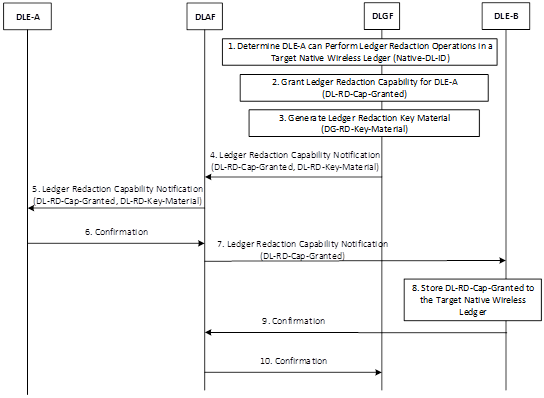 DLE-A
DLAF
DLGF
DLE-B
1. Determine DLE-A can Perform Ledger Redaction Operations in a
Target Native Wireless Ledger (Native-DL-ID)
2. Grant Ledger Redaction Capability for DLE-A
(DL-RD-Cap-Granted)
3. Generate Ledger Redaction Key Material
(DG-RD-Key-Material)
4. Ledger Redaction Capability Notification
(DL-RD-Cap-Granted, DL-RD-Key-Material)
5. Ledger Redaction Capability Notification
(DL-RD-Cap-Granted, DL-RD-Key-Material)
6. Confirmation
7. Ledger Redaction Capability Notification
(DL-RD-Cap-Granted)
8. Store DL-RD-Cap-Granted to
the Target Native Wireless
Ledger
9. Confirmation
10. Confirmation